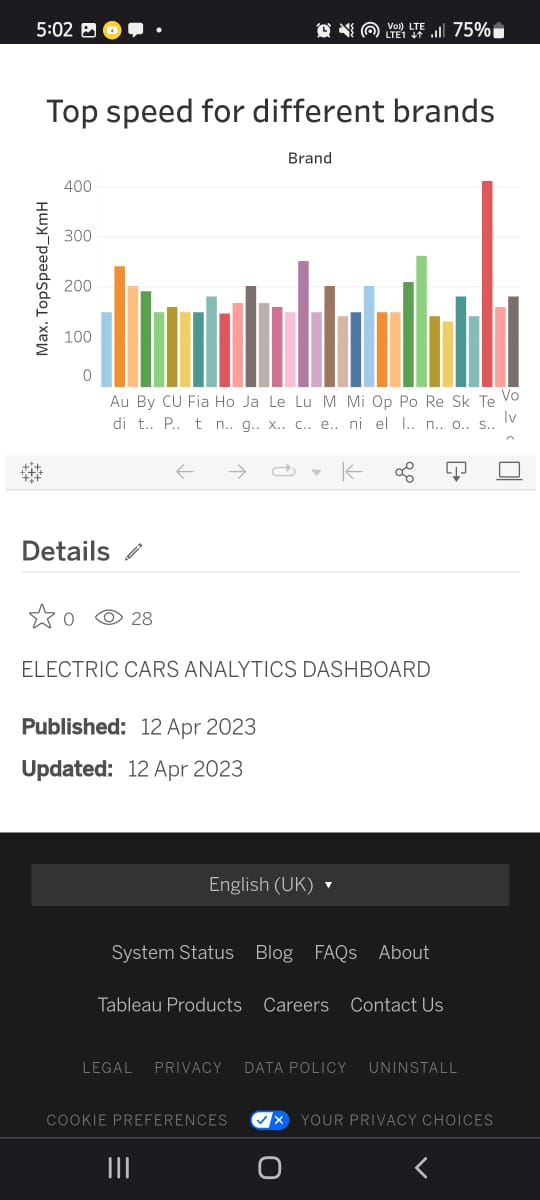 5:02 Vo)) LTE LTE1 75%
Top speed for different brands
Brand
Max. TopSpeed_KmH
400
300
200
100
0
Au By CU Fia Ho Ja Le Lu M Mi Op Po Re Sk Te Vo
di t.. P.. t n.. g.. x.. c.. e.. ni el l.. n.. o.. s.. lv
Details
0 28
ELECTRIC CARS ANALYTICS DASHBOARD
Published: 12 Apr 2023
Updated: 12 Apr 2023
English (UK)
System Status Blog FAQs About
Tableau Products Careers Contact Us
LEGAL PRIVACY DATA POLICY UNINSTALL
COOKIE PREFERENCES YOUR PRIVACY CHOICES